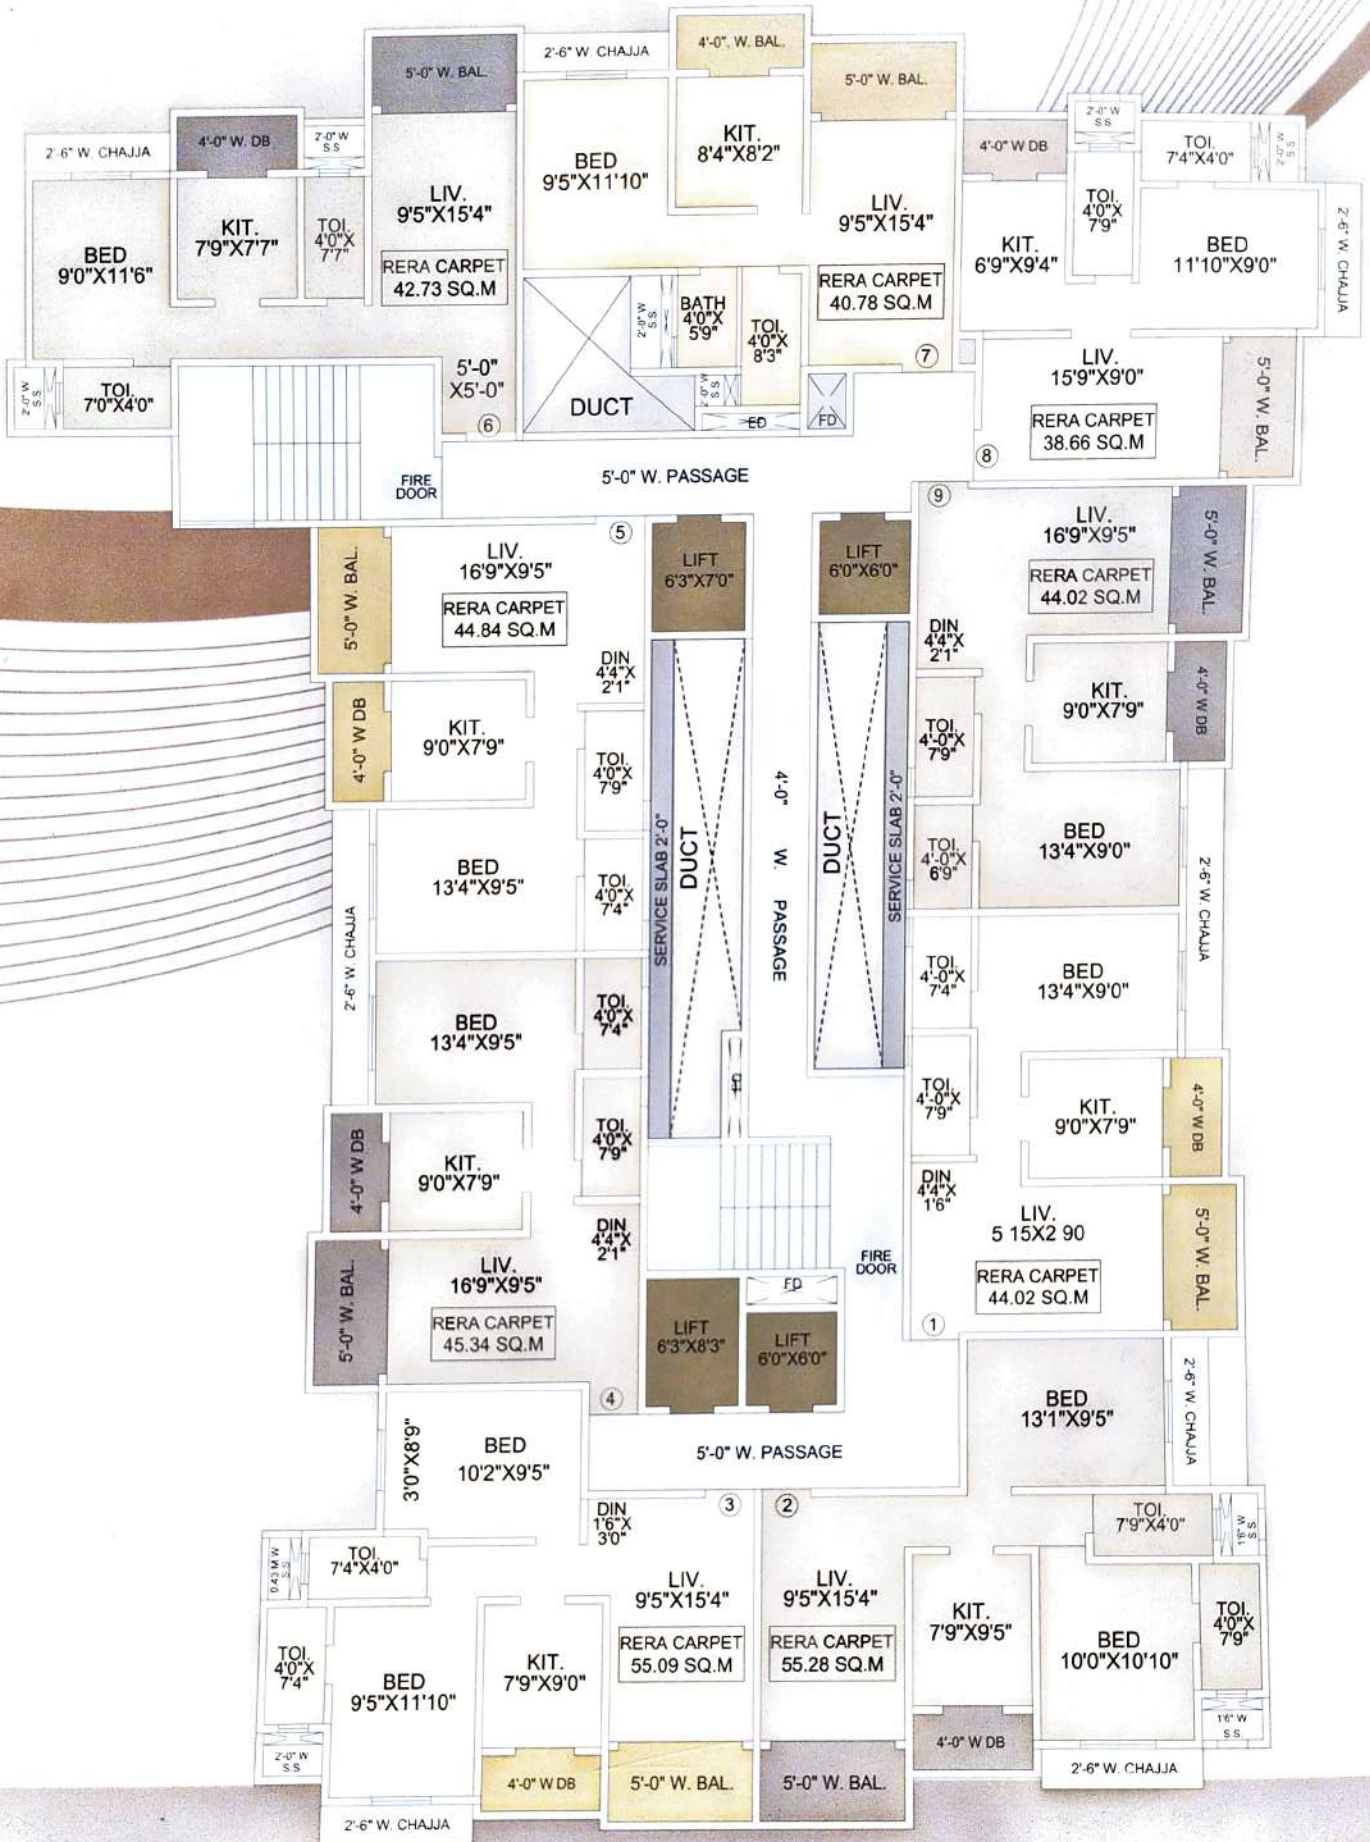 5'-0" W. BAL.
2'-6" W. CHAJJA
4'-0". W. BAL.
5'-0" W. BAL.
2'-6" W. CHAJJA
4'-0" W. DB
2'-0" W
S.S
BED
9'0"X11'6"
KIT.
7'9"X7'7"
TOI.
4'0"X
7'7"
LIV.
9'5"X15'4"
RERA CARPET
42.73 SQ.M
5'-0"
X5'-0"
6
2'-0" W
S.S
TOI.
7'0"X4'0"
BED
9'5"X11'10"
KIT.
8'4"X8'2"
LIV.
9'5"X15'4"
RERA CARPET
40.78 SQ.M
2'-0" W
S.S.
BATH
4'0"X
5'9"
TOI.
4'0"X
8'3"
7
DUCT
2'-0" W
S.S
ED
FD
4'-0" W DB
2'-0" W
S.S
TOI.
7'4"X4'0"
2'-0" W
S.S
KIT.
6'9"X9'4"
TOI.
4'0"X
7'9"
BED
11'10"X9'0"
2'-6" W. CHAJJA
LIV.
15'9"X9'0"
RERA CARPET
38.66 SQ.M
5'-0" W. BAL.
8
FIRE
DOOR
5'-0" W. PASSAGE
5
LIV.
16'9"X9'5"
RERA CARPET
44.84 SQ.M
5'-0" W. BAL.
DIN
4'4"X
2'1"
4'-0" W DB
KIT.
9'0"X7'9"
TOI.
4'0"X
7'9"
BED
13'4"X9'5"
TOI.
4'0"X
7'4"
LIFT
6'3"X7'0"
LIFT
6'0"X6'0"
SERVICE SLAB 2'-0"
DUCT
4'-0" W. PASSAGE
DUCT
SERVICE SLAB 2'-0"
9
LIV.
16'9"X9'5"
RERA CARPET
44.02 SQ.M
5'-0" W. BAL.
DIN
4'4"X
2'1"
KIT.
9'0"X7'9"
4'-0" W DB
TOI.
4'-0"X
7'9"
TOI.
4'-0"X
6'9"
BED
13'4"X9'0"
2'-6" W. CHAJJA
2'-6" W. CHAJJA
BED
13'4"X9'5"
TOI.
4'0"X
7'4"
4'-0" W DB
KIT.
9'0"X7'9"
TOI.
4'0"X
7'9"
DIN
4'4"X
2'1"
5'-0" W. BAL.
LIV.
16'9"X9'5"
RERA CARPET
45.34 SQ.M
4
TOI.
4'-0"X
7'4"
BED
13'4"X9'0"
TOI.
4'-0"X
7'9"
KIT.
9'0"X7'9"
4'-0" W DB
DIN
4'4"X
1'6"
LIV.
5 15X2 90
RERA CARPET
44.02 SQ.M
5'-0" W. BAL.
1
FIRE
DOOR
FD
LIFT
6'3"X8'3"
LIFT
6'0"X6'0"
5'-0" W. PASSAGE
BED
13'1"X9'5"
2'-6" W. CHAJJA
3'0"X8'9"
BED
10'2"X9'5"
DIN
1'6"X
3'0"
3
2
0.43 M W
S.S
TOI.
7'4"X4'0"
TOI.
7'9"X4'0"
1'6" W
S.S
TOI.
4'0"X
7'4"
BED
9'5"X11'10"
KIT.
7'9"X9'0"
LIV.
9'5"X15'4"
RERA CARPET
55.09 SQ.M
LIV.
9'5"X15'4"
RERA CARPET
55.28 SQ.M
KIT.
7'9"X9'5"
BED
10'0"X10'10"
TOI.
4'0"X
7'9"
1'6" W
S.S
2'-0" W
S.S
4'-0" W DB
5'-0" W. BAL.
5'-0" W. BAL.
4'-0" W DB
2'-6" W. CHAJJA
2'-6" W. CHAJJA